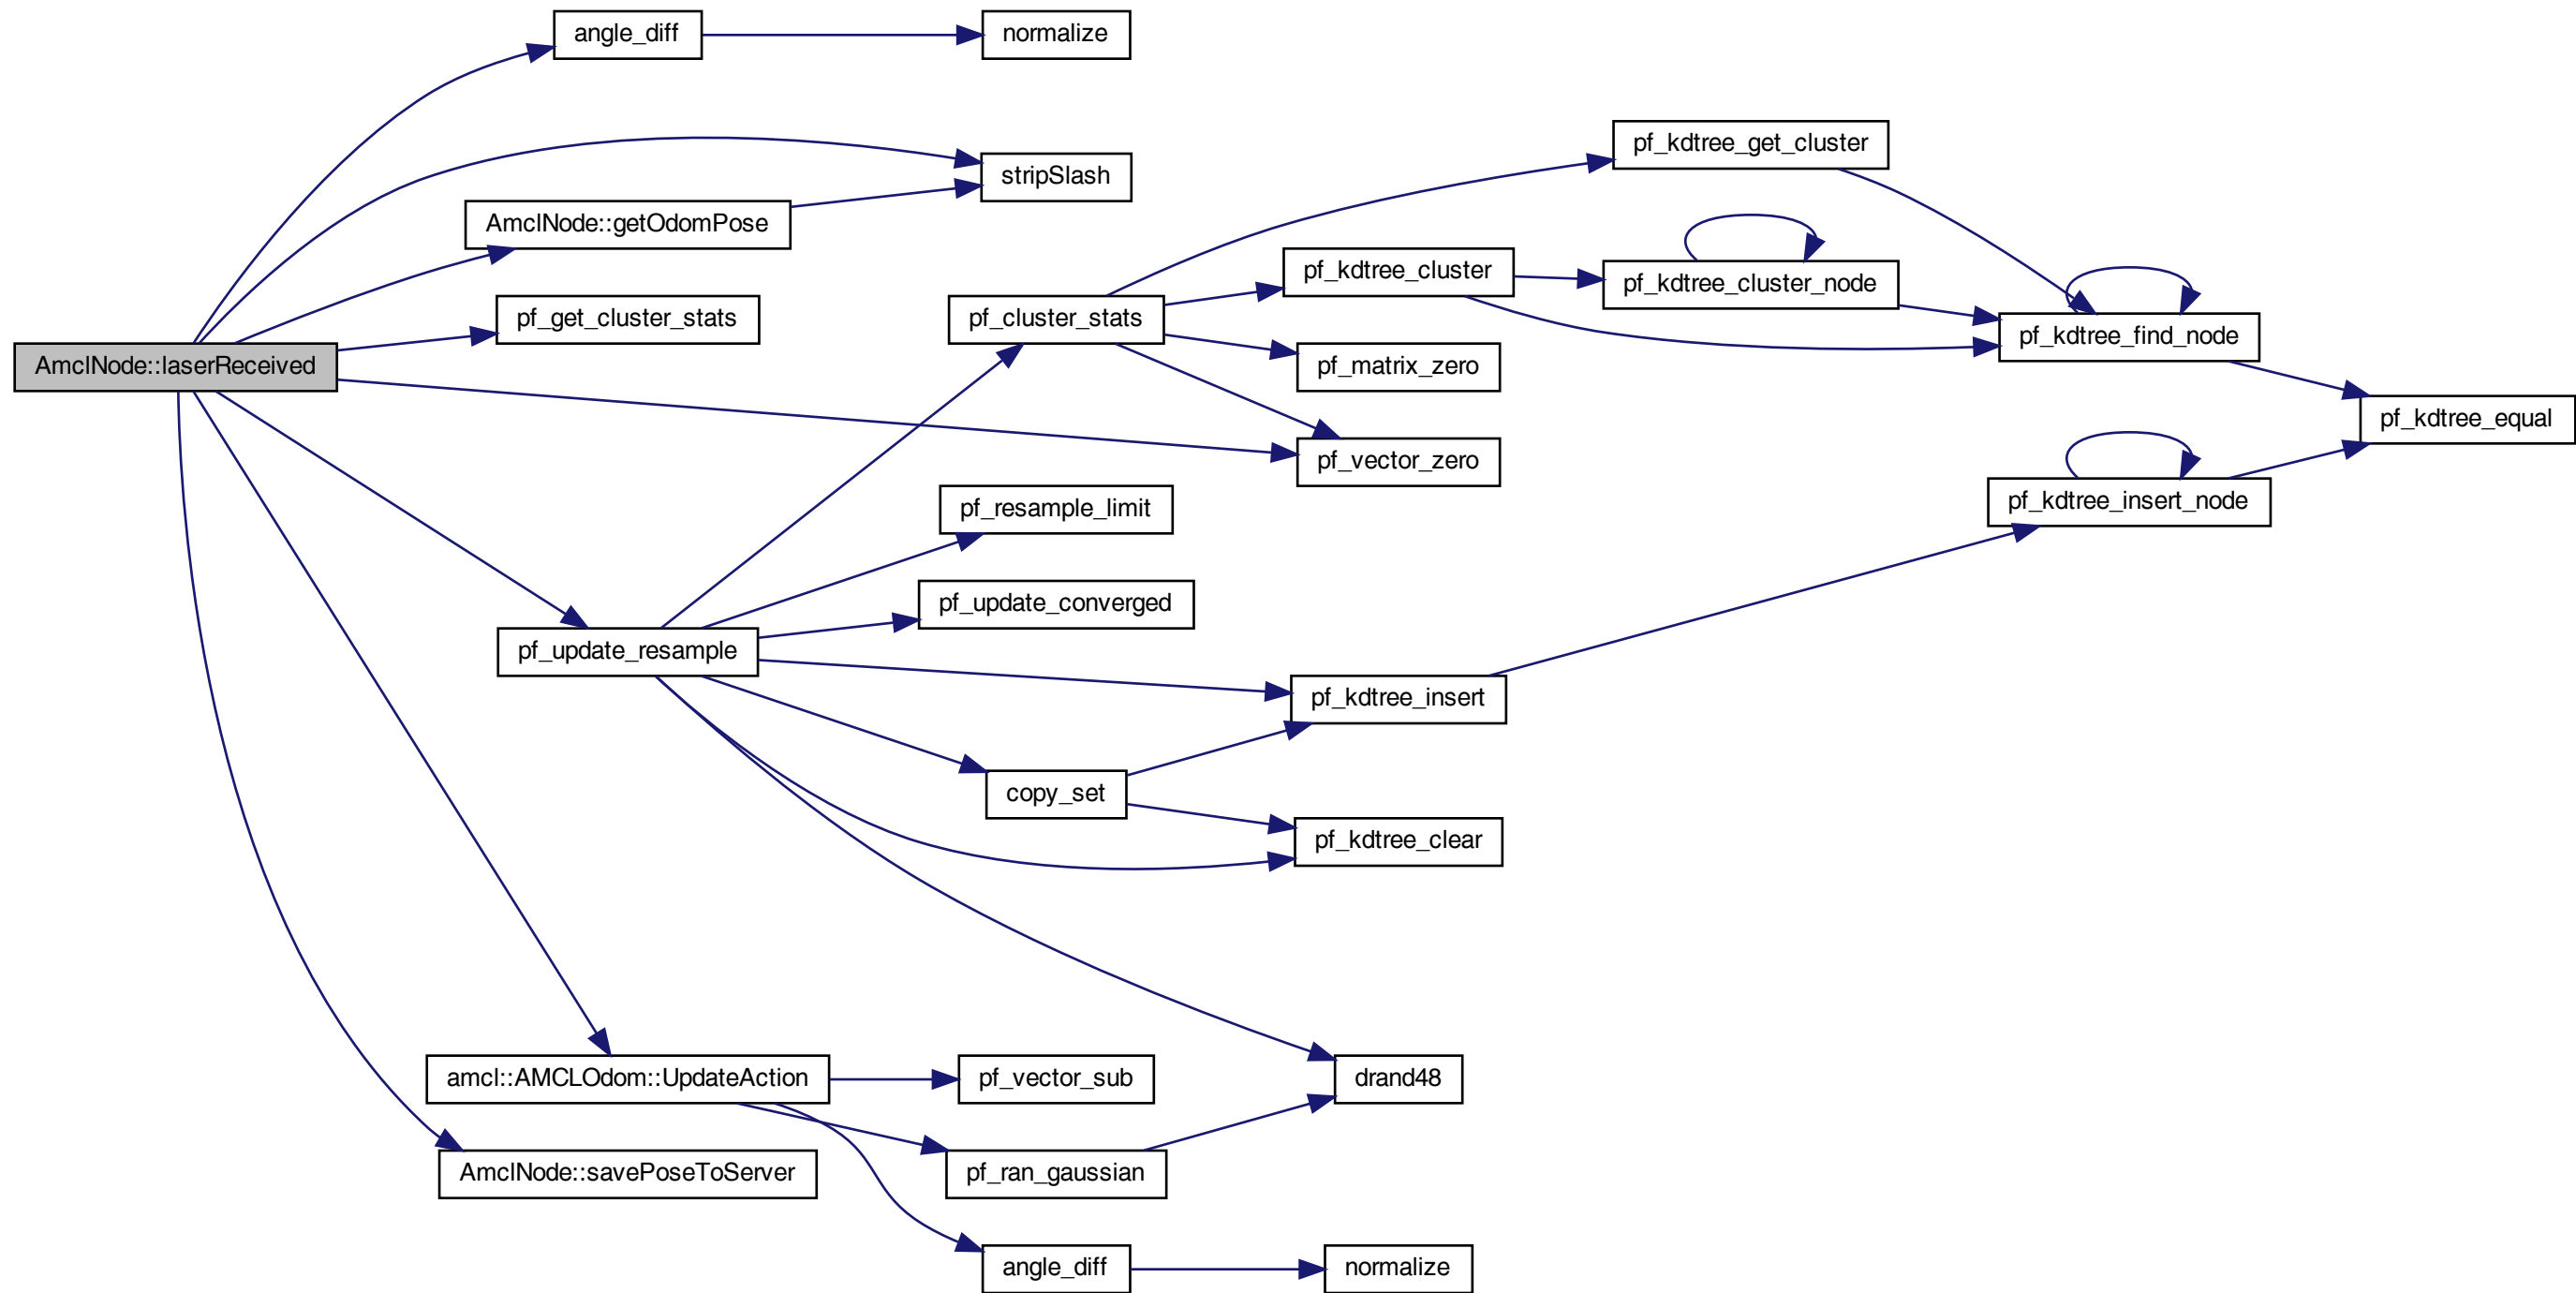 angle_diff
normalize
pf_kdtree_get_cluster
stripSlash
AmclNode::getOdomPose
pf_kdtree_cluster
pf_kdtree_cluster_node
pf_get_cluster_stats
pf_cluster_stats
pf_kdtree_find_node
AmclNode::laserReceived
pf_matrix_zero
pf_kdtree_equal
pf_vector_zero
pf_resample_limit
pf_kdtree_insert_node
pf_update_converged
pf_update_resample
pf_kdtree_insert
copy_set
pf_kdtree_clear
amcl::AMCLOdom::UpdateAction
pf_vector_sub
drand48
AmclNode::savePoseToServer
pf_ran_gaussian
angle_diff
normalize